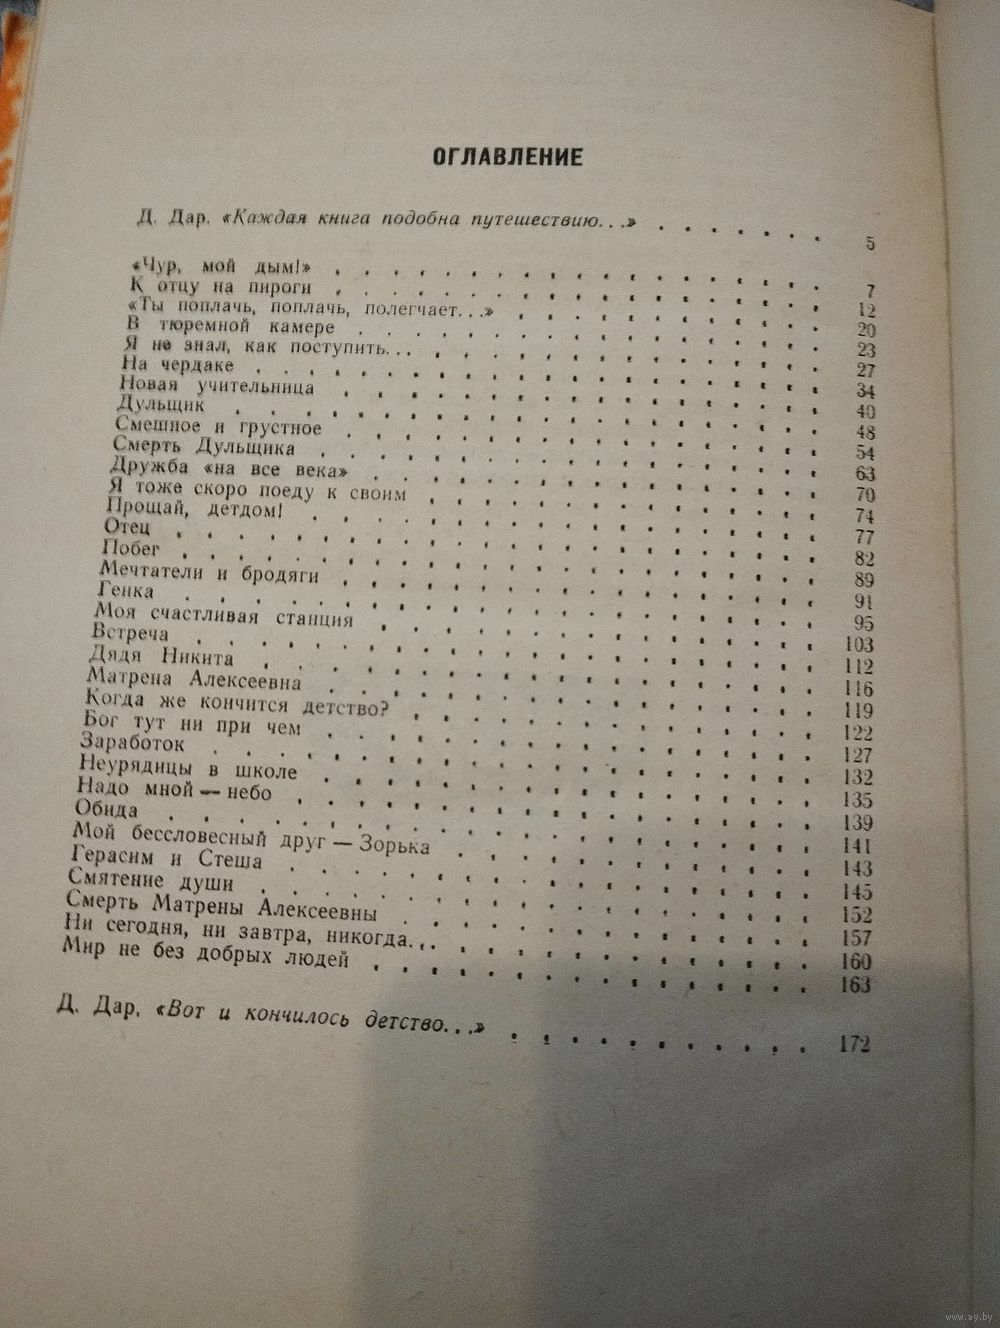 ОГЛАВЛЕНИЕ
Д. Дар. «Каждая книга подобна путешествию...» . . . . . . . 5
«Чур, мой дым!» . . . . . . . 7
К отцу на пироги . . . . . . . 12
«Ты поплачь, поплачь, полегчает...» . . . . . . . 20
В тюремной камере . . . . . . . 23
Я не знал, как поступить... . . . . . . . 27
На чердаке . . . . . . . 34
Новая учительница . . . . . . . 40
Дульщик . . . . . . . 48
Смешное и грустное . . . . . . . 54
Смерть Дульщика . . . . . . . 63
Дружба «на все века» . . . . . . . 70
Я тоже скоро поеду к своим . . . . . . . 74
Прощай, детдом! . . . . . . . 77
Отец . . . . . . . 82
Побег . . . . . . . 89
Мечтатели и бродяги . . . . . . . 91
Генка . . . . . . . 95
Моя счастливая станция . . . . . . . 103
Встреча . . . . . . . 112
Дядя Никита . . . . . . . 116
Матрена Алексеевна . . . . . . . 119
Когда же кончится детство? . . . . . . . 122
Бог тут ни при чем . . . . . . . 127
Заработок . . . . . . . 132
Неурядицы в школе . . . . . . . 135
Надо мной — небо . . . . . . . 139
Обида . . . . . . . 141
Мой бессловесный друг — Зорька . . . . . . . 143
Герасим и Стеша . . . . . . . 145
Смятение души . . . . . . . 152
Смерть Матрены Алексеевны . . . . . . . 157
Ни сегодня, ни завтра, никогда... . . . . . . . 160
Мир не без добрых людей . . . . . . . 163
Д. Дар. «Вот и кончилось детство...» . . . . . . . 172
www.ay.by